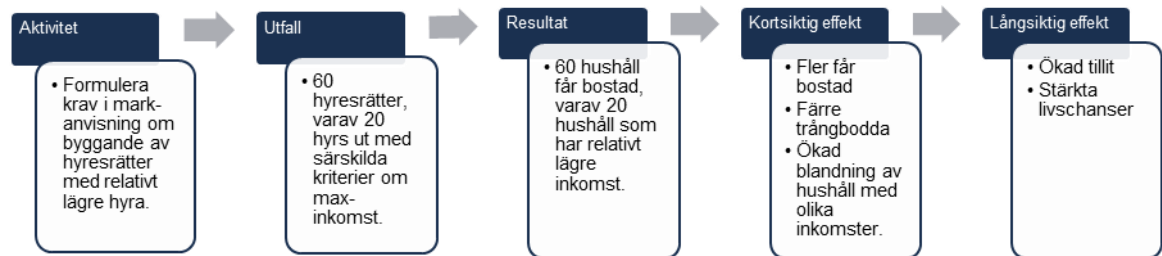 Aktivitet
• Formulera
krav i mark-
anvisning om
byggande av
hyresrätter
med relativt
lägre hyra.
Utfall
• 60
hyresrätter,
varav 20
hyrs ut med
särskilda
kriterier om
max-
inkomst.
Resultat
• 60 hushåll
får bostad,
varav 20
hushåll som
har relativt
lägre
inkomst.
Kortsiktig effekt
• Fler får
bostad
• Färre
trångbodda
• Ökad
blandning av
hushåll med
olika
inkomster.
Långsiktig effekt
• Ökad tillit
• Stärkta
livschanser